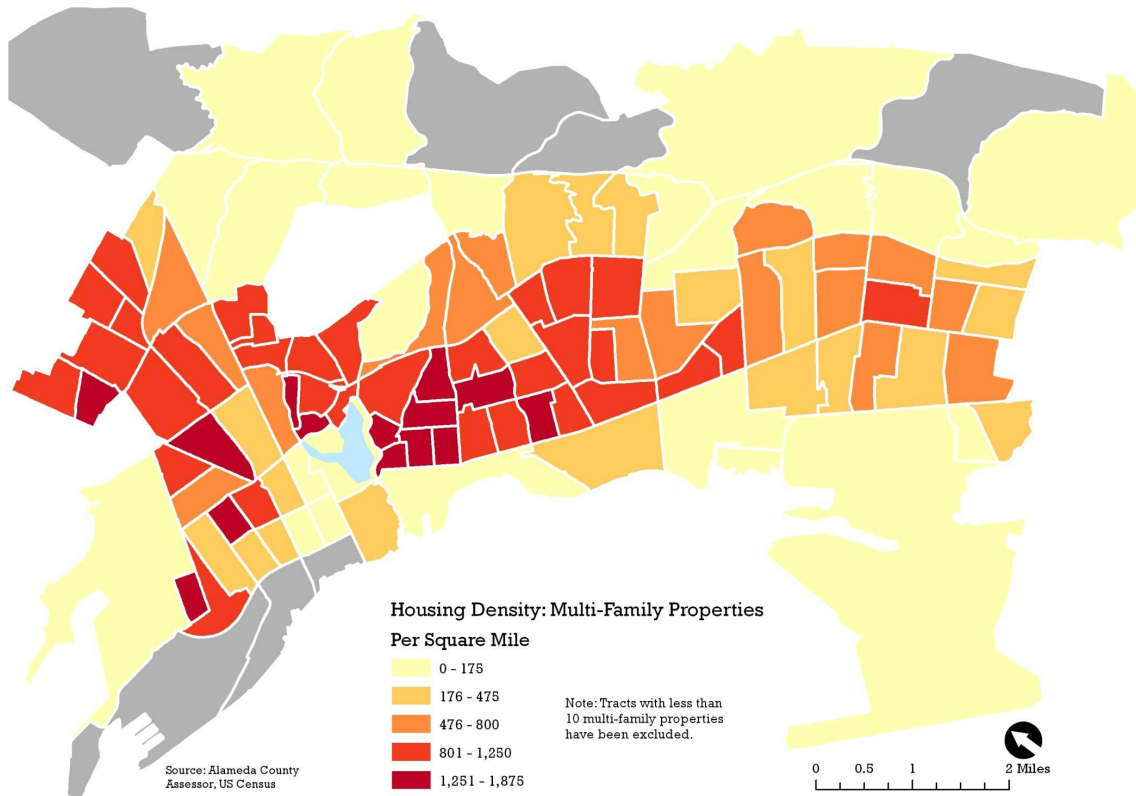 Housing Density: Multi-Family Properties
Per Square Mile
0 - 175
176 - 475
476 - 800
801 - 1,250
1,251 - 1,875
Note: Tracts with less than
10 multi-family properties
have been excluded.
Source: Alameda County
Assessor, US Census
0 0.5 1 2 Miles